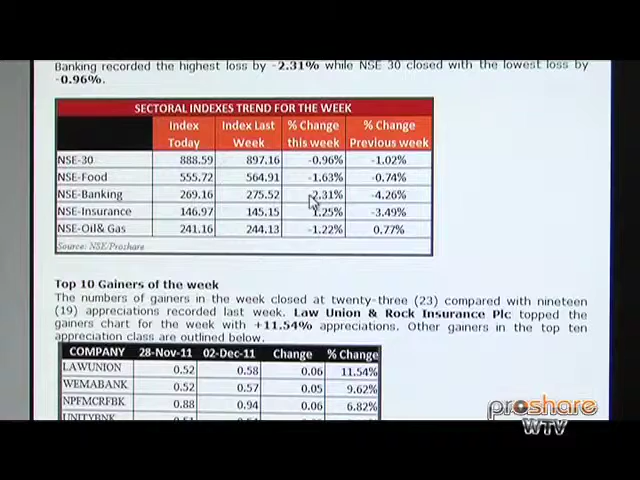 Banking recorded the highest loss by -2.31% while NSE 30 closed with the lowest loss by
-0.96%.
SECTORAL INDEXES TREND FOR THE WEEK
Index Today Index Last Week % Change this week % Change Previous week
NSE-30 888.59 897.16 -0.96% -1.02%
NSE-Food 555.72 564.91 -1.63% -0.74%
NSE-Banking 269.16 275.52 -2.31% -4.26%
NSE-Insurance 146.97 145.15 1.25% -3.49%
NSE-Oil& Gas 241.16 244.13 -1.22% 0.77%
Source: NSE/Proshare
Top 10 Gainers of the week
The numbers of gainers in the week closed at twenty-three (23) compared with nineteen
(19) appreciations recorded last week. Law Union & Rock Insurance Plc topped the
gainers chart for the week with +11.54% appreciations. Other gainers in the top ten
appreciation class are outlined below.
COMPANY 28-Nov-11 02-Dec-11 Change % Change
LAWUNION 0.52 0.58 0.06 11.54%
WEMABANK 0.52 0.57 0.05 9.62%
NPFMCRFBK 0.88 0.94 0.06 6.82%
UNITYBNK
proshare
WTV